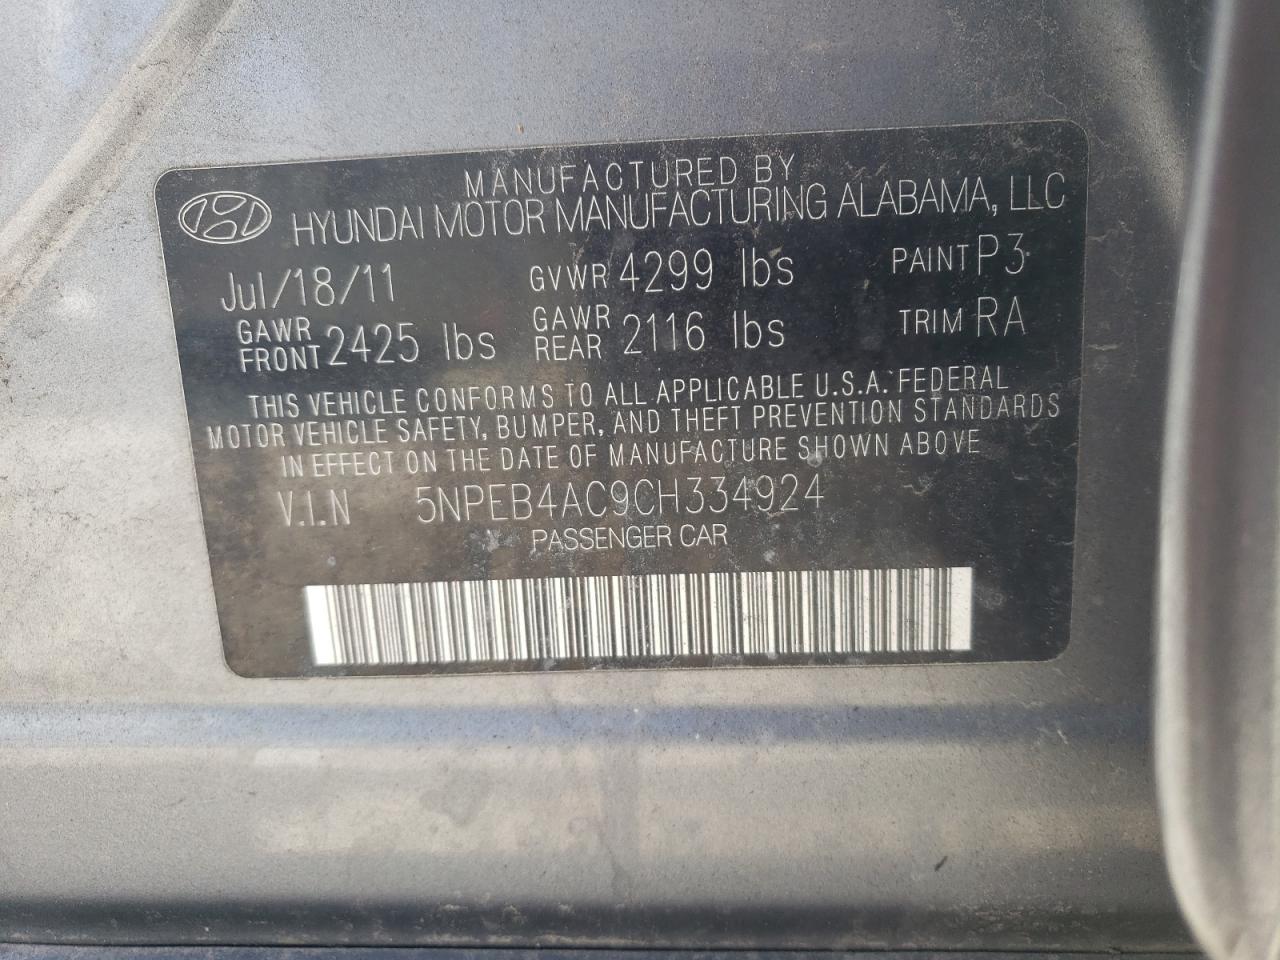 MANUFACTURED BY
HYUNDAI MOTOR MANUFACTURING ALABAMA, LLC
Jul/18/11 GVWR 4299 lbs PAINT P3
GAWR FRONT 2425 lbs GAWR REAR 2116 lbs TRIM RA
THIS VEHICLE CONFORMS TO ALL APPLICABLE U.S.A. FEDERAL
MOTOR VEHICLE SAFETY, BUMPER, AND THEFT PREVENTION STANDARDS
IN EFFECT ON THE DATE OF MANUFACTURE SHOWN ABOVE
V.I.N 5NPEB4AC9CH334924
PASSENGER CAR